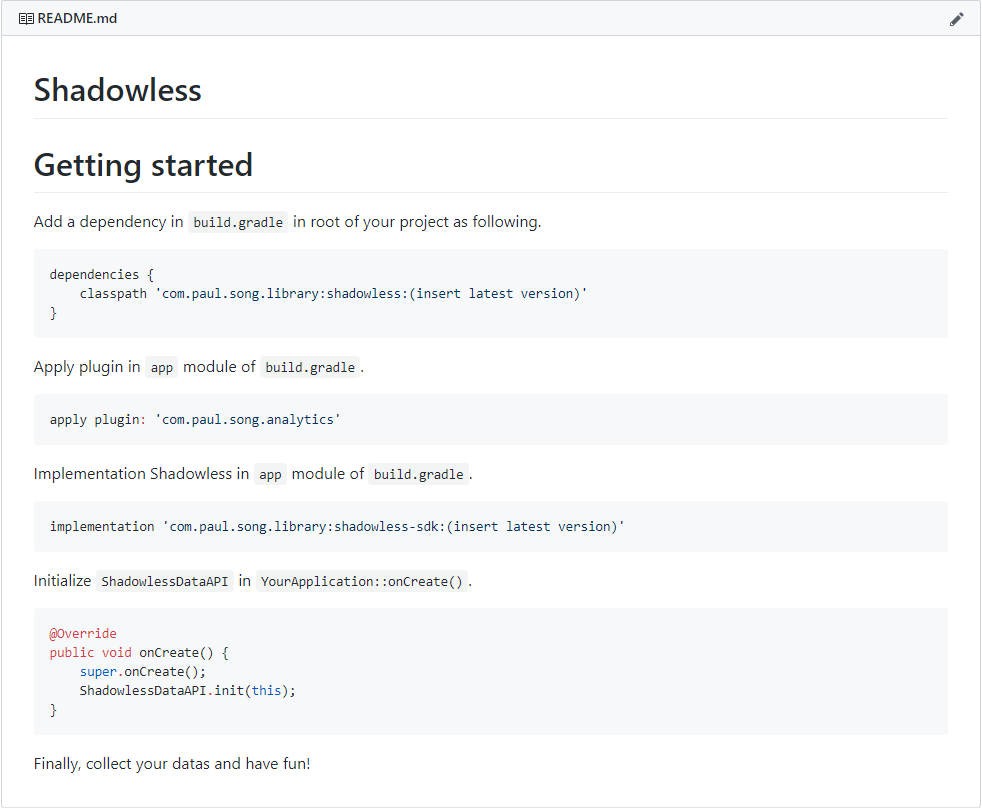 README.md
Shadowless
Getting started
Add a dependency in build.gradle in root of your project as following.
dependencies {
    classpath 'com.paul.song.library:shadowless:(insert latest version)'
}
Apply plugin in app module of build.gradle.
apply plugin: 'com.paul.song.analytics'
Implementation Shadowless in app module of build.gradle.
implementation 'com.paul.song.library:shadowless-sdk:(insert latest version)'
Initialize ShadowlessDataAPI in YourApplication::onCreate().
@Override
public void onCreate() {
    super.onCreate();
    ShadowlessDataAPI.init(this);
}
Finally, collect your datas and have fun!